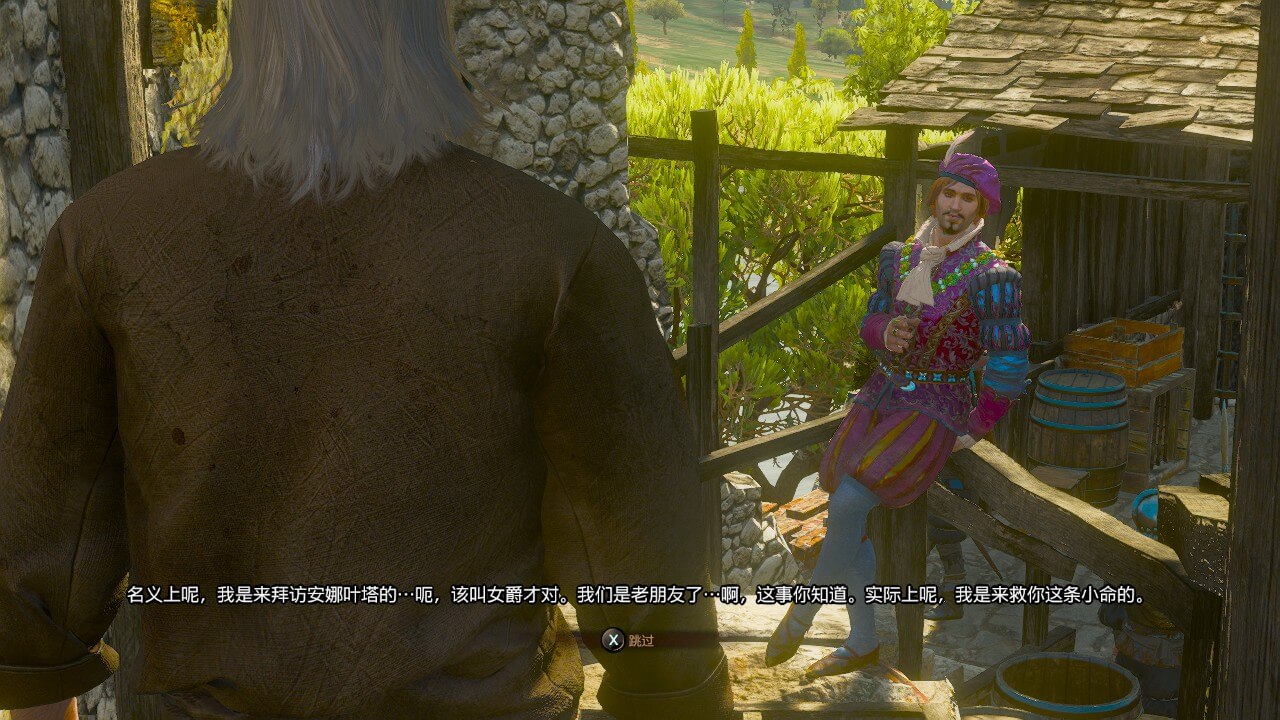 名义上呢，我是来拜访安娜叶塔的…呃，该叫女爵才对。我们是老朋友了…啊，这事你知道。实际上呢，我是来救你这条小命的。
X 跳过